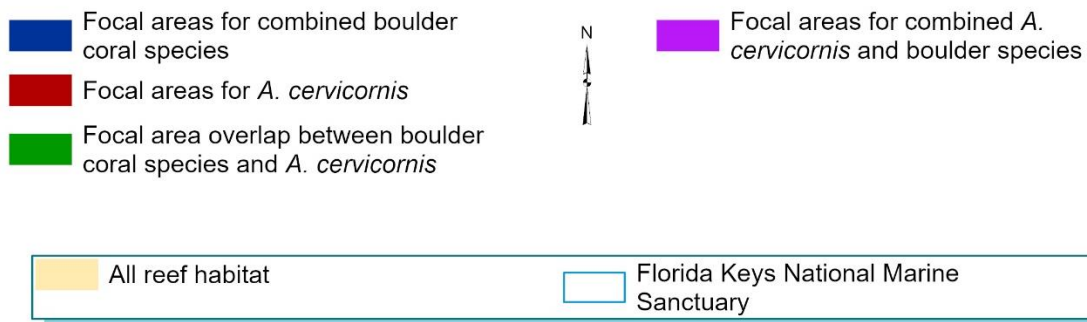 Focal areas for combined boulder
coral species
Focal areas for A. cervicornis
Focal area overlap between boulder
coral species and A. cervicornis
N
Focal areas for combined A.
cervicornis and boulder species
All reef habitat
Florida Keys National Marine
Sanctuary